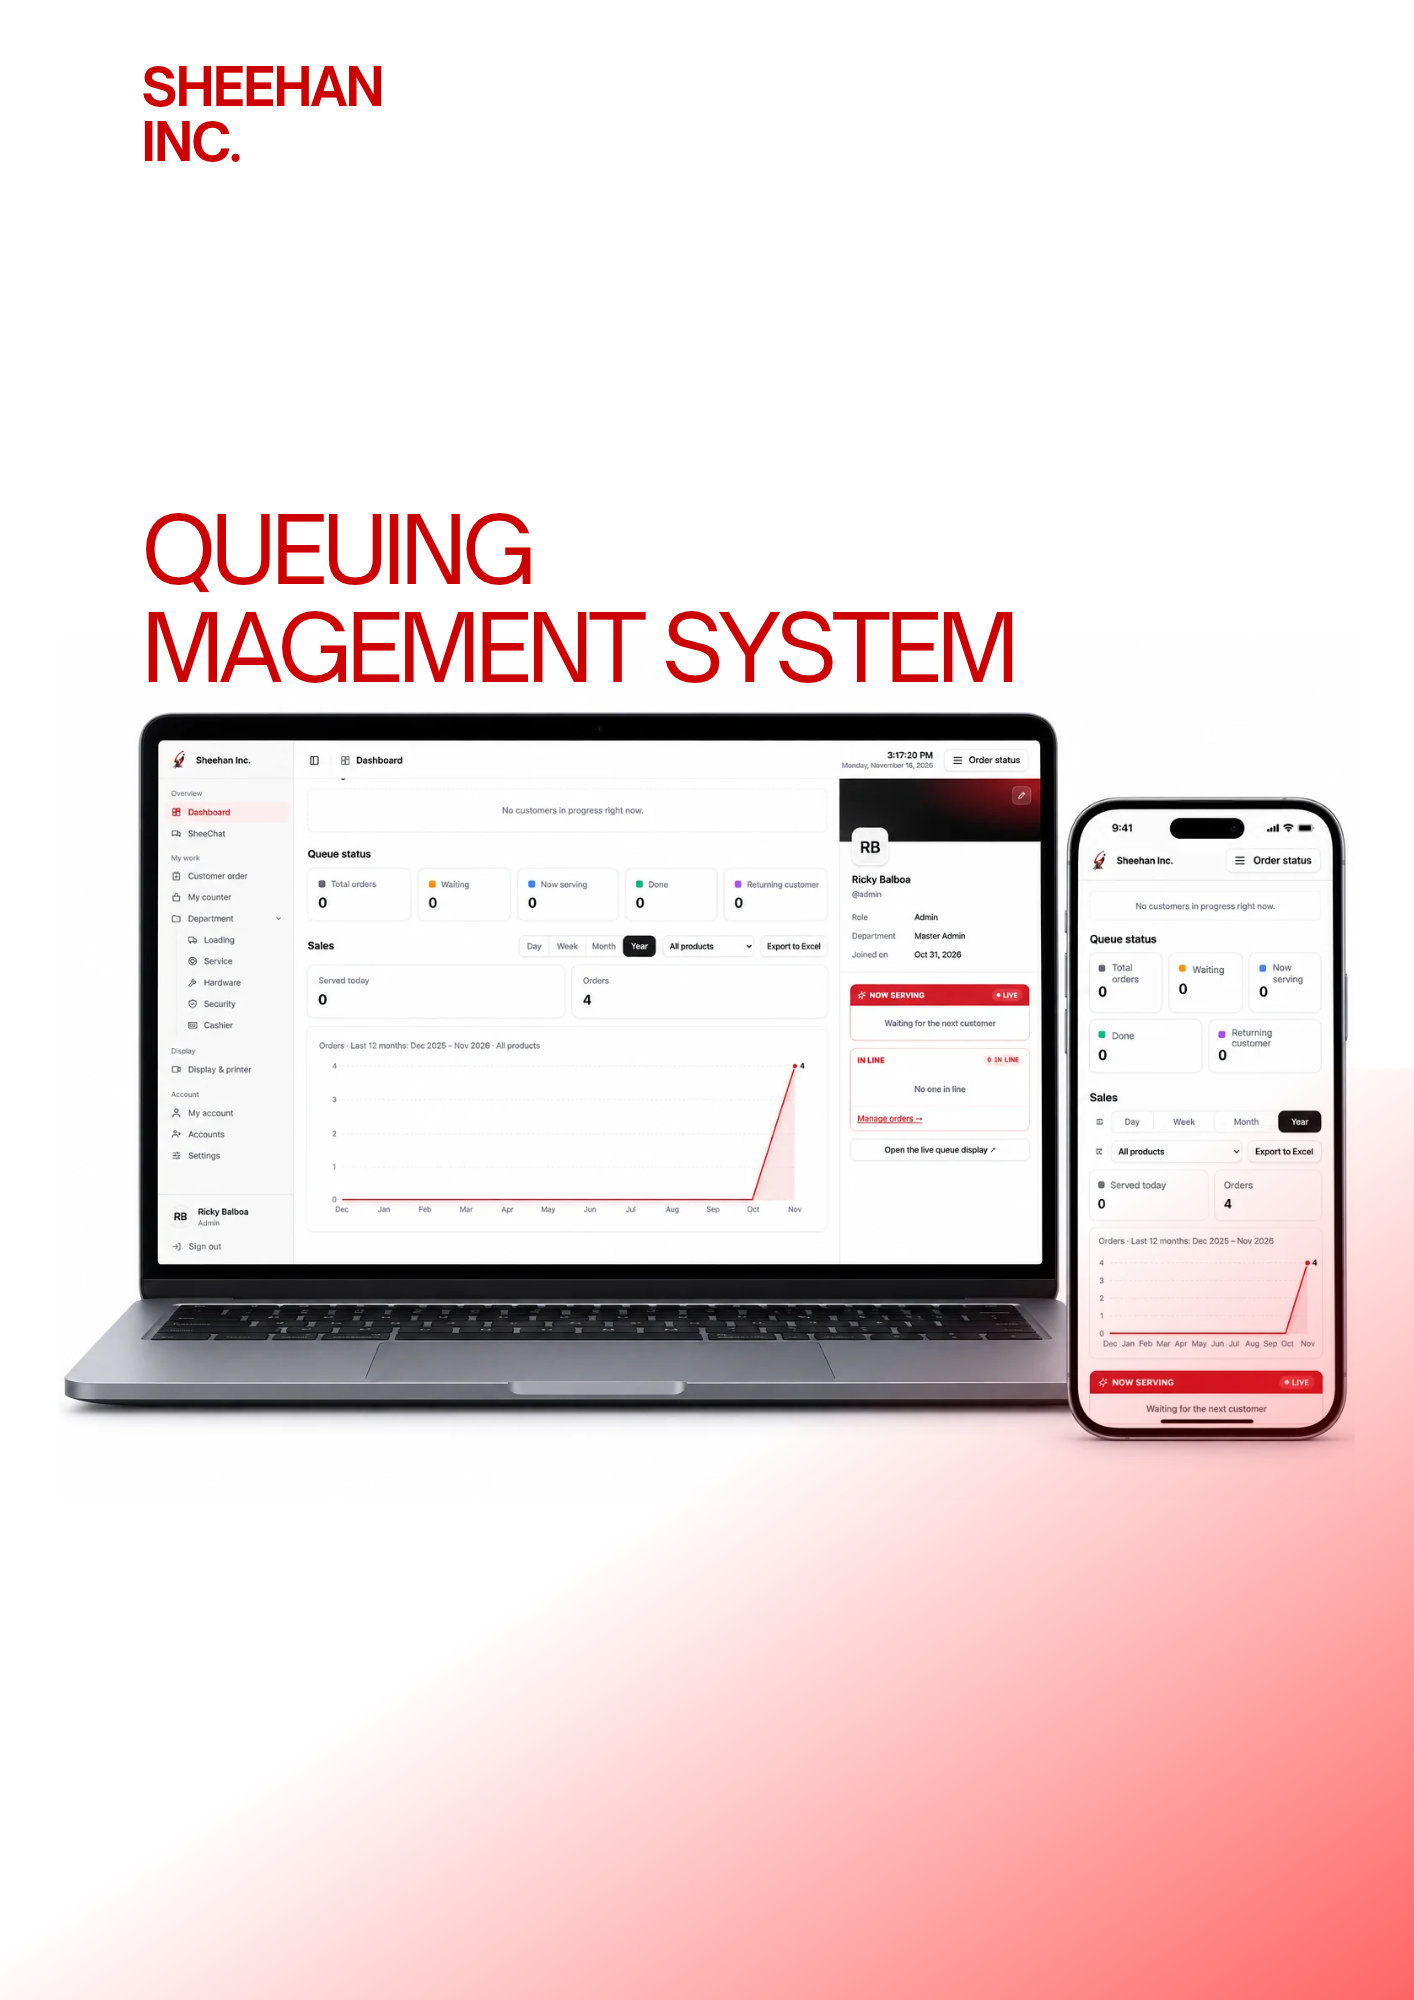 SHEEHAN
INC.
QUEUING
MAGEMENT SYSTEM
Sheehan Inc.
Dashboard
3:17:20 PM
Monday, November 16, 2026
Order status
Overview
Dashboard
SheeChat
My work
Customer order
My counter
Department
Loading
Service
Hardware
Security
Cashier
Display
Display & printer
Account
My account
Accounts
Settings
RB
Ricky Balboa
Admin
Sign out
No customers in progress right now.
Queue status
Total orders
0
Waiting
0
Now serving
0
Done
0
Returning customer
0
Sales
Day Week Month Year
All products
Export to Excel
Served today
0
Orders
4
Orders · Last 12 months: Dec 2025 – Nov 2026 · All products
4
3
2
1
0
4
Dec Jan Feb Mar Apr May Jun Jul Aug Sep Oct Nov
RB
Ricky Balboa
@admin
Role Admin
Department Master Admin
Joined on Oct 31, 2026
NOW SERVING
LIVE
Waiting for the next customer
IN LINE
0 IN LINE
No one in line
Manage orders →
Open the live queue display ↗
9:41
Sheehan Inc.
Order status
No customers in progress right now.
Queue status
Total
orders
0
Waiting
0
Now
serving
0
Done
0
Returning
customer
0
Sales
Day Week Month Year
All products
Export to Excel
Served today
0
Orders
4
Orders · Last 12 months: Dec 2025 – Nov 2026
4
3
2
1
0
4
Dec Jan Feb Mar Apr May Jun Jul Aug Sep Oct Nov
NOW SERVING
LIVE
Waiting for the next customer